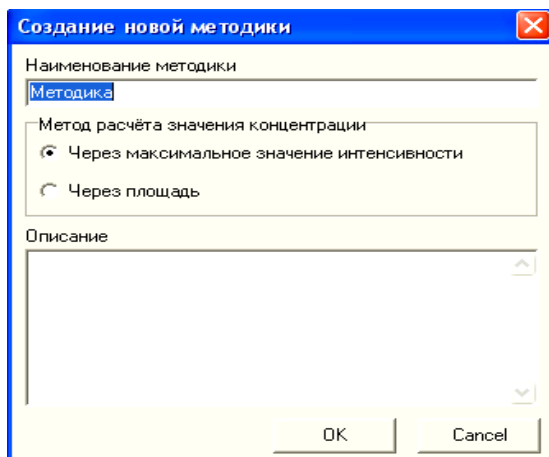 Создание новой методики
Наименование методики
Методика
Метод расчёта значения концентрации
Через максимальное значение интенсивности
Через площадь
Описание
OK
Cancel